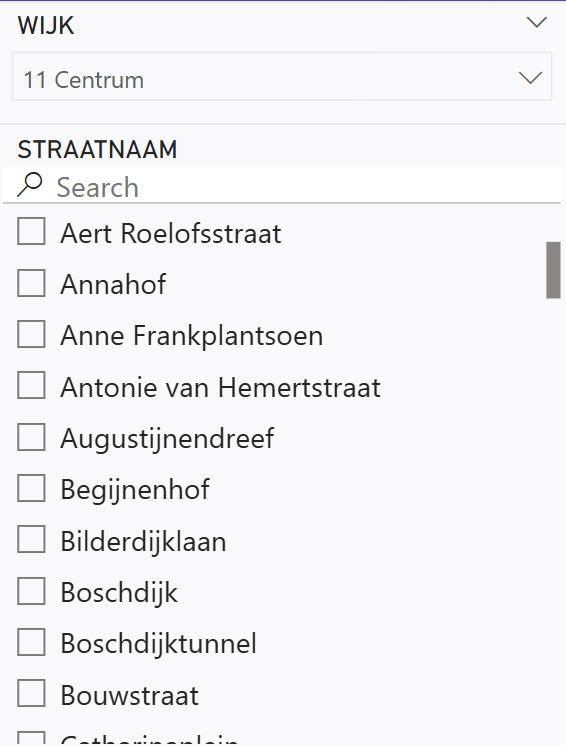 WIJK
11 Centrum
STRAATNAAM
Search
Aert Roelofsstraat
Annahof
Anne Frankplantsoen
Antonie van Hemertstraat
Augustijnendreef
Begijnenhof
Bilderdijklaan
Boschdijk
Boschdijktunnel
Bouwstraat
Catharinaplein